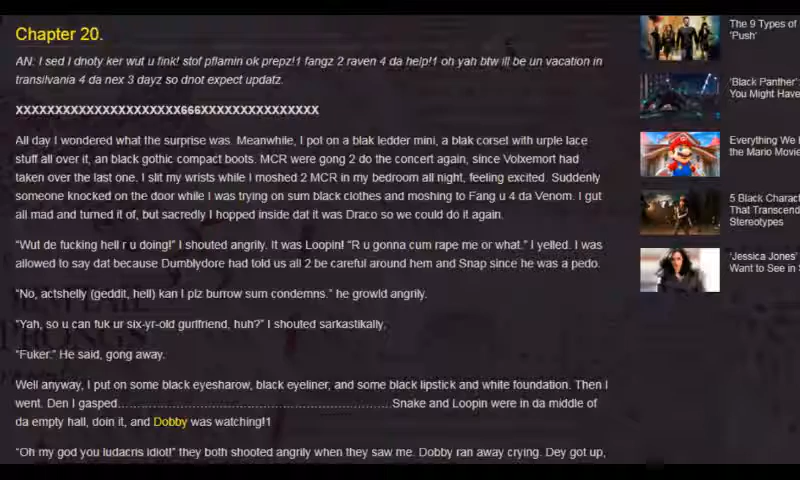 Chapter 20.
AN: I sed I dnoty ker wut u fink! stof pflamin ok prepz!1 fangz 2 raven 4 da help!1 oh yah btw ill be un vacation in
transilvania 4 da nex 3 dayz so dnot expect updatz.
XXXXXXXXXXXXXXXXXXXXX666XXXXXXXXXXXXXXX
All day I wondered what the surprise was. Meanwhile, I pot on a blak ledder mini, a blak corset with urple lace
stuff all over it, an black gothic compact boots. MCR were gong 2 do the concert again, since Volxemort had
taken over the last one. I slit my wrists while I moshed 2 MCR in my bedroom all night, feeling excited. Suddenly
someone knocked on the door while I was trying on sum black clothes and moshing to Fang u 4 da Venom. I gut
all mad and turned it of, but sacredly I hopped inside dat it was Draco so we could do it again.
“Wut de fucking hell r u doing!” I shouted angrily. It was Loopin! “R u gonna cum rape me or what.” I yelled. I was
allowed to say dat because Dumblydore had told us all 2 be careful around hem and Snap since he was a pedo.
“No, actshelly (geddit, hell) kan I plz burrow sum condemns.” he growld angrily.
“Yah, so u can fuk ur six-yr-old gurlfriend, huh?” I shouted sarkastikally.
“Fuker.” He said, gong away.
Well anyway, I put on some black eyesharow, black eyeliner, and some black lipstick and white foundation. Then I
went. Den I gasped…………………………………………………………Snake and Loopin were in da middle of
da empty hall, doin it, and Dobby was watching!1
“Oh my god you ludacris idiot!” they both shooted angrily when they saw me. Dobby ran away crying. Dey got up,
The 9 Types of
'Push'
'Black Panther':
You Might Have
Everything We
the Mario Movie
5 Black Charac
That Transcend
Stereotypes
'Jessica Jones'
Want to See in